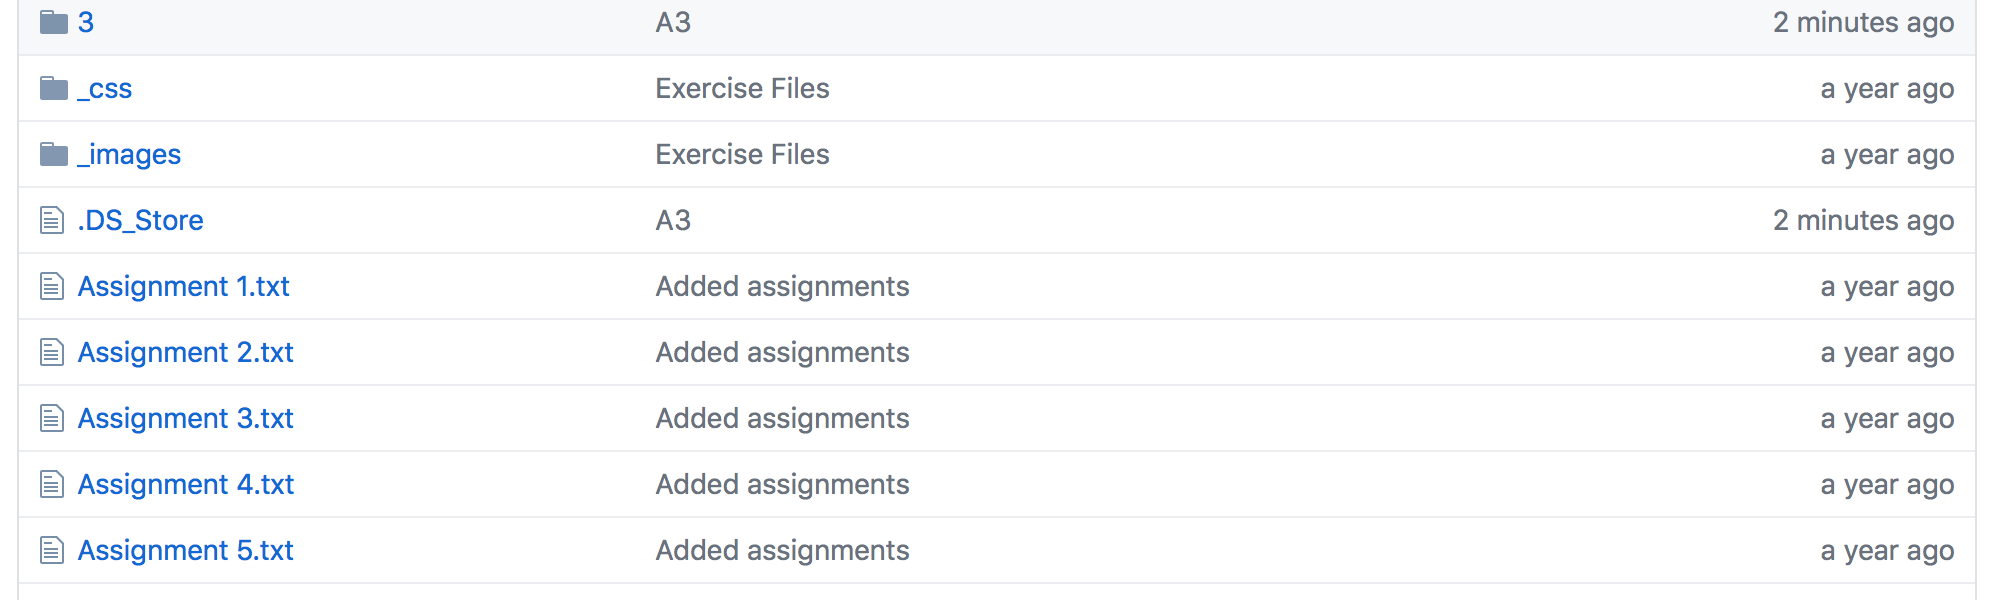 3 A3 2 minutes ago
_css Exercise Files a year ago
_images Exercise Files a year ago
.DS_Store A3 2 minutes ago
Assignment 1.txt Added assignments a year ago
Assignment 2.txt Added assignments a year ago
Assignment 3.txt Added assignments a year ago
Assignment 4.txt Added assignments a year ago
Assignment 5.txt Added assignments a year ago